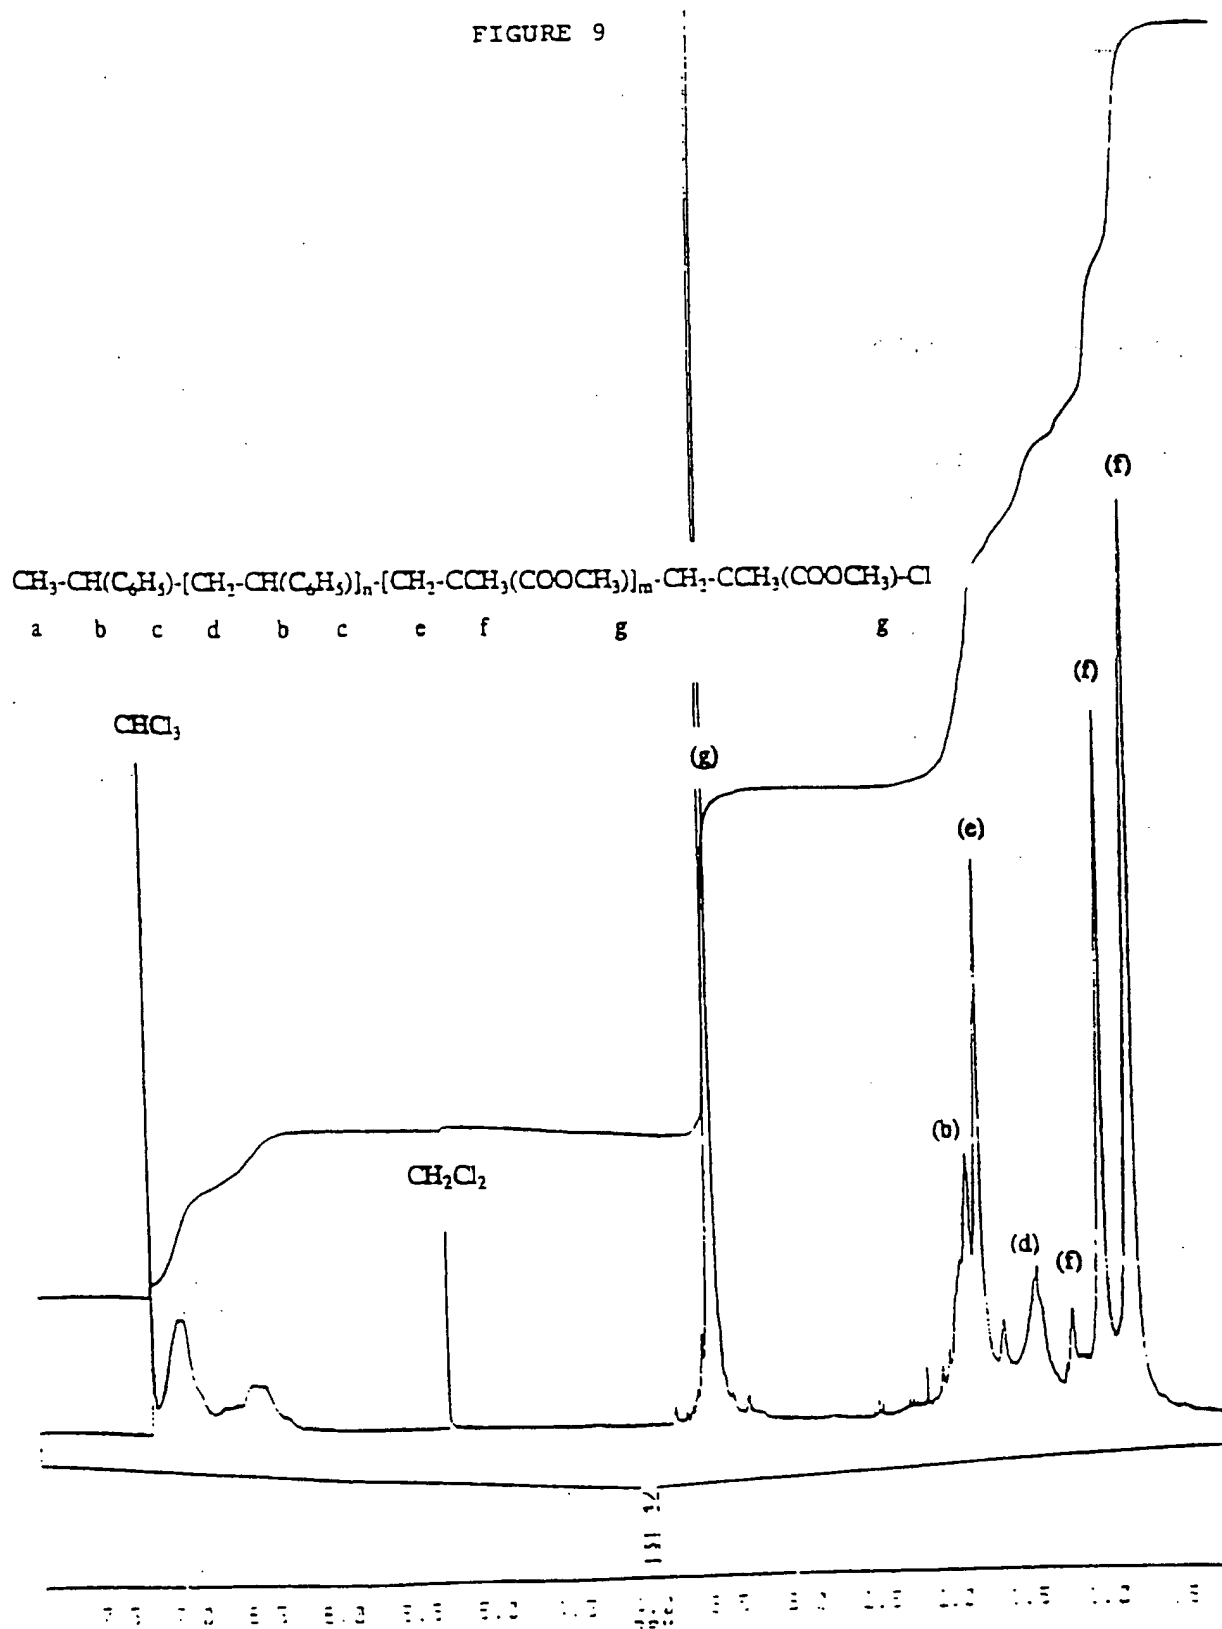 FIGURE 9
(f)
CH₃-CH(C₆H₅)-[CH₂-CH(C₆H₅)]ₙ-[CH₂-CCH₃(COOCH₃)]ₘ-CH₂-CCH₃(COOCH₃)-Cl
a b c d b c e f g g
(f)
CHCl₃
(g)
(e)
(b)
CH₂Cl₂
(d)
(f)